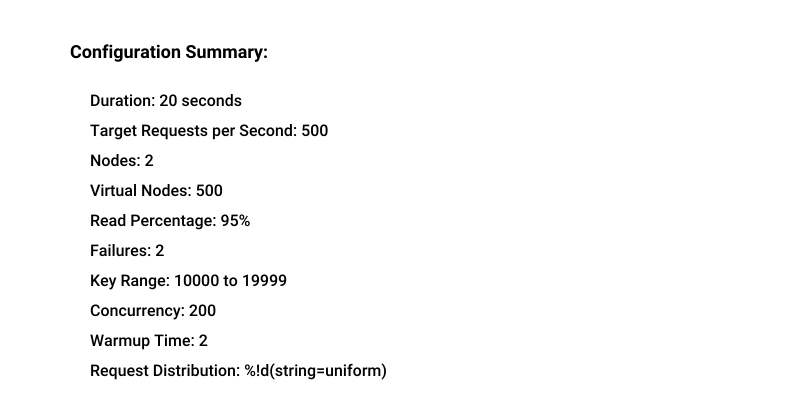 Configuration Summary:
Duration: 20 seconds
Target Requests per Second: 500
Nodes: 2
Virtual Nodes: 500
Read Percentage: 95%
Failures: 2
Key Range: 10000 to 19999
Concurrency: 200
Warmup Time: 2
Request Distribution: %!d(string=uniform)